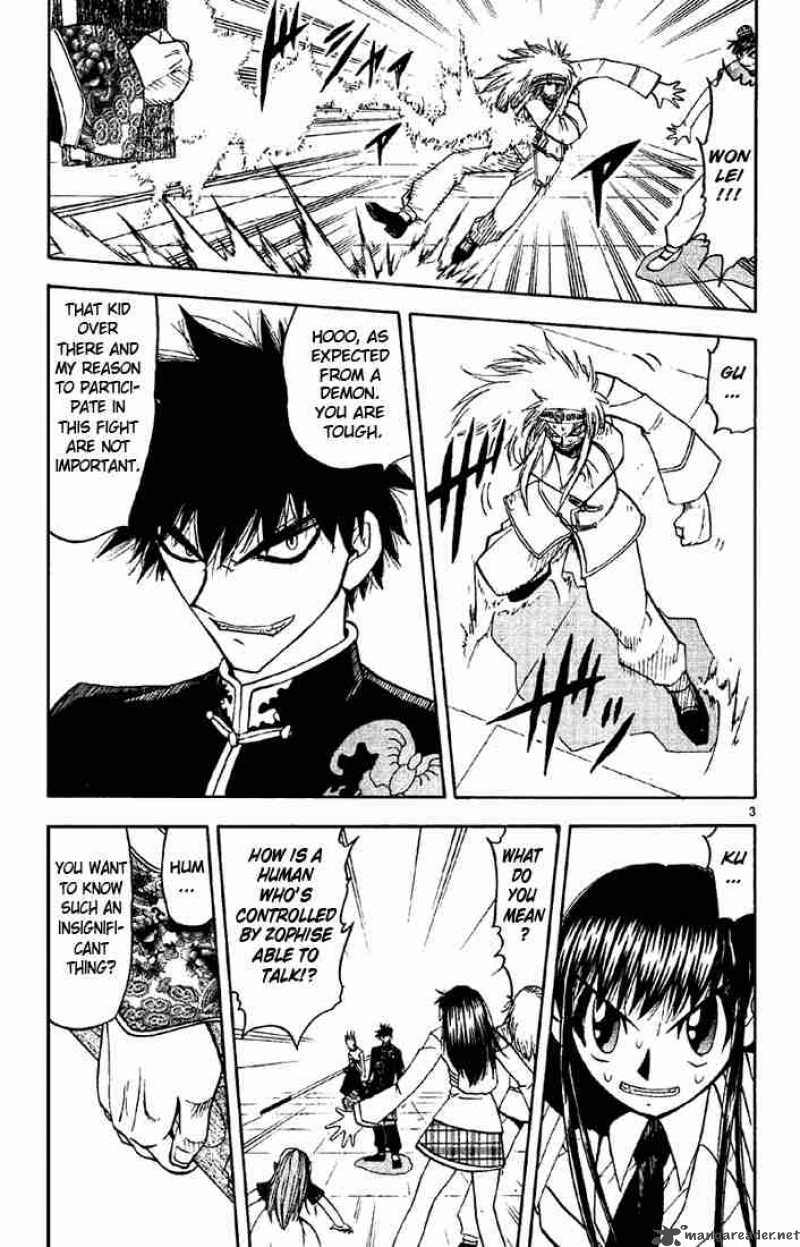 WON
LEI
!!!
GU
...
HOOO, AS
EXPECTED
FROM A
DEMON.
YOU ARE
TOUGH.
THAT KID
OVER
THERE AND
MY REASON
TO PARTICI-
PATE IN
THIS FIGHT
ARE NOT
IMPORTANT.
3
KU
...
WHAT
DO
YOU
MEAN
?
HOW IS A
HUMAN
WHO'S
CONTROLLED
BY ZOPHISE
ABLE TO
TALK!?
HUM
...
YOU WANT
TO KNOW
SUCH AN
INSIGNIFI-
CANT
THING?
mangareader.net